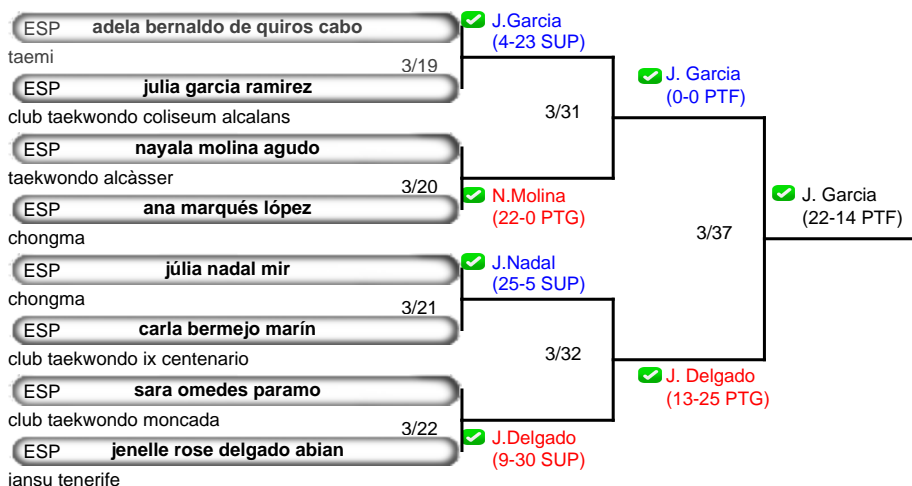 ESP adela bernaldo de quiros cabo
taemi
3/19
ESP julia garcia ramirez
club taekwondo coliseum alcalans
ESP nayala molina agudo
taekwondo alcàsser
3/20
ESP ana marqués lópez
chongma
ESP júlia nadal mir
chongma
3/21
ESP carla bermejo marín
club taekwondo ix centenario
ESP sara omedes paramo
club taekwondo moncada
3/22
ESP jenelle rose delgado abian
jansu tenerife
J.Garcia
(4-23 SUP)
3/31
N.Molina
(22-0 PTG)
J.Nadal
(25-5 SUP)
3/32
J.Delgado
(9-30 SUP)
J. Garcia
(0-0 PTF)
3/37
J. Delgado
(13-25 PTG)
J. Garcia
(22-14 PTF)